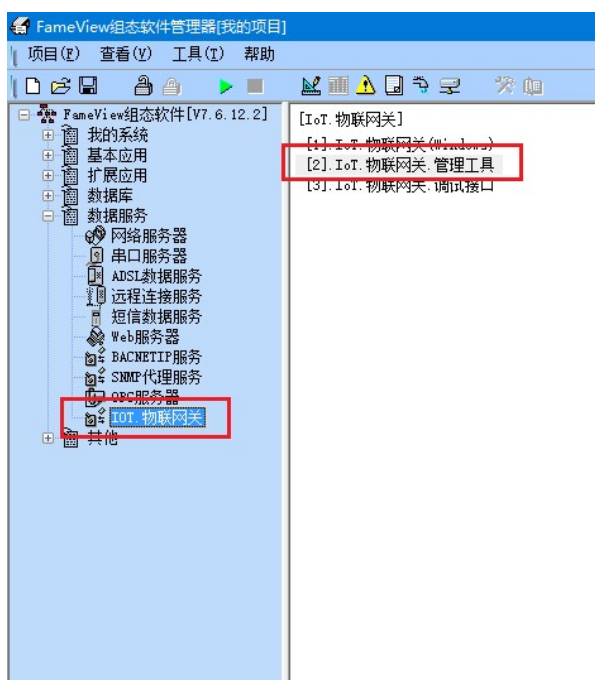 FameView组态软件管理器[我的项目]
项目(F) 查看(V) 工具(T) 帮助
FameView组态软件[V7.6.12.2]
我的系统
基本应用
扩展应用
数据库
数据服务
网络服务器
串口服务器
ADSL数据服务
远程连接服务
短信数据服务
Web服务器
BACNETIP服务
SNMP代理服务
OPC服务器
IOT.物联网关
其他
[IoT.物联网关]
[1].IoT.物联网关(Windows)
[2].IoT.物联网关.管理工具
[3].IoT.物联网关.调试接口